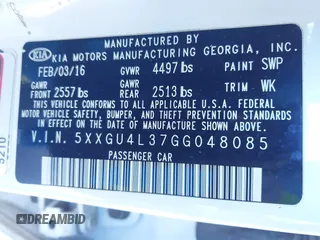 MANUFACTURED BY
KIA KIA MOTORS MANUFACTURING GEORGIA, INC.
FEB/03/16 GVWR 4497 lbs PAINT SWP
GAWR GAWR
FRONT 2557 lbs REAR 2513 lbs TRIM WK
THIS VEHICLE CONFORMS TO ALL APPLICABLE U.S. FEDERAL MOTOR
VEHICLE SAFETY, BUMPER, AND THEFT PREVENTION STANDARDS
IN EFFECT ON THE DATE OF MANUFACTURE SHOWN ABOVE.
V.I.N. 5XXGU4L37GG048085
PASSENGER CAR
DREAMBID